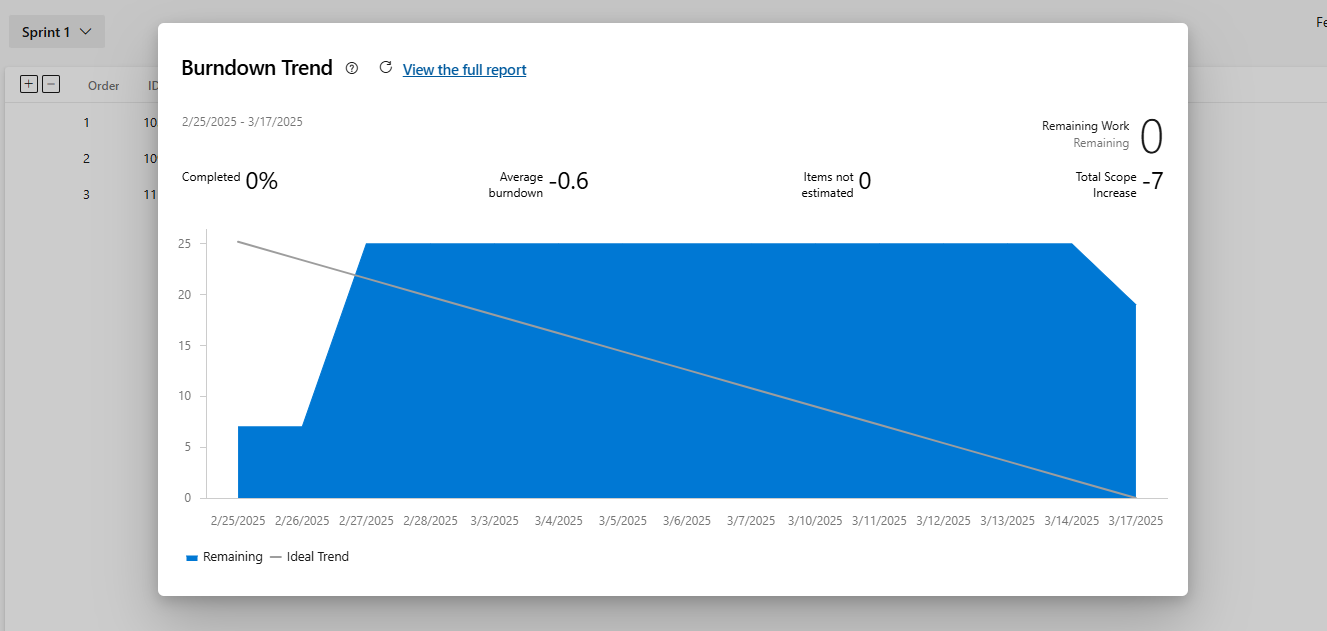 Sprint 1
Fe
Burndown Trend
View the full report
Order
ID
1
10
2
10
3
11
2/25/2025 - 3/17/2025
Remaining Work
Remaining
0
Completed 0%
Average
burndown
-0.6
Items not
estimated
0
Total Scope
Increase
-7
25
20
15
10
5
0
2/25/2025 2/26/2025 2/27/2025 2/28/2025 3/3/2025 3/4/2025 3/5/2025 3/6/2025 3/7/2025 3/10/2025 3/11/2025 3/12/2025 3/13/2025 3/14/2025 3/17/2025
Remaining Ideal Trend